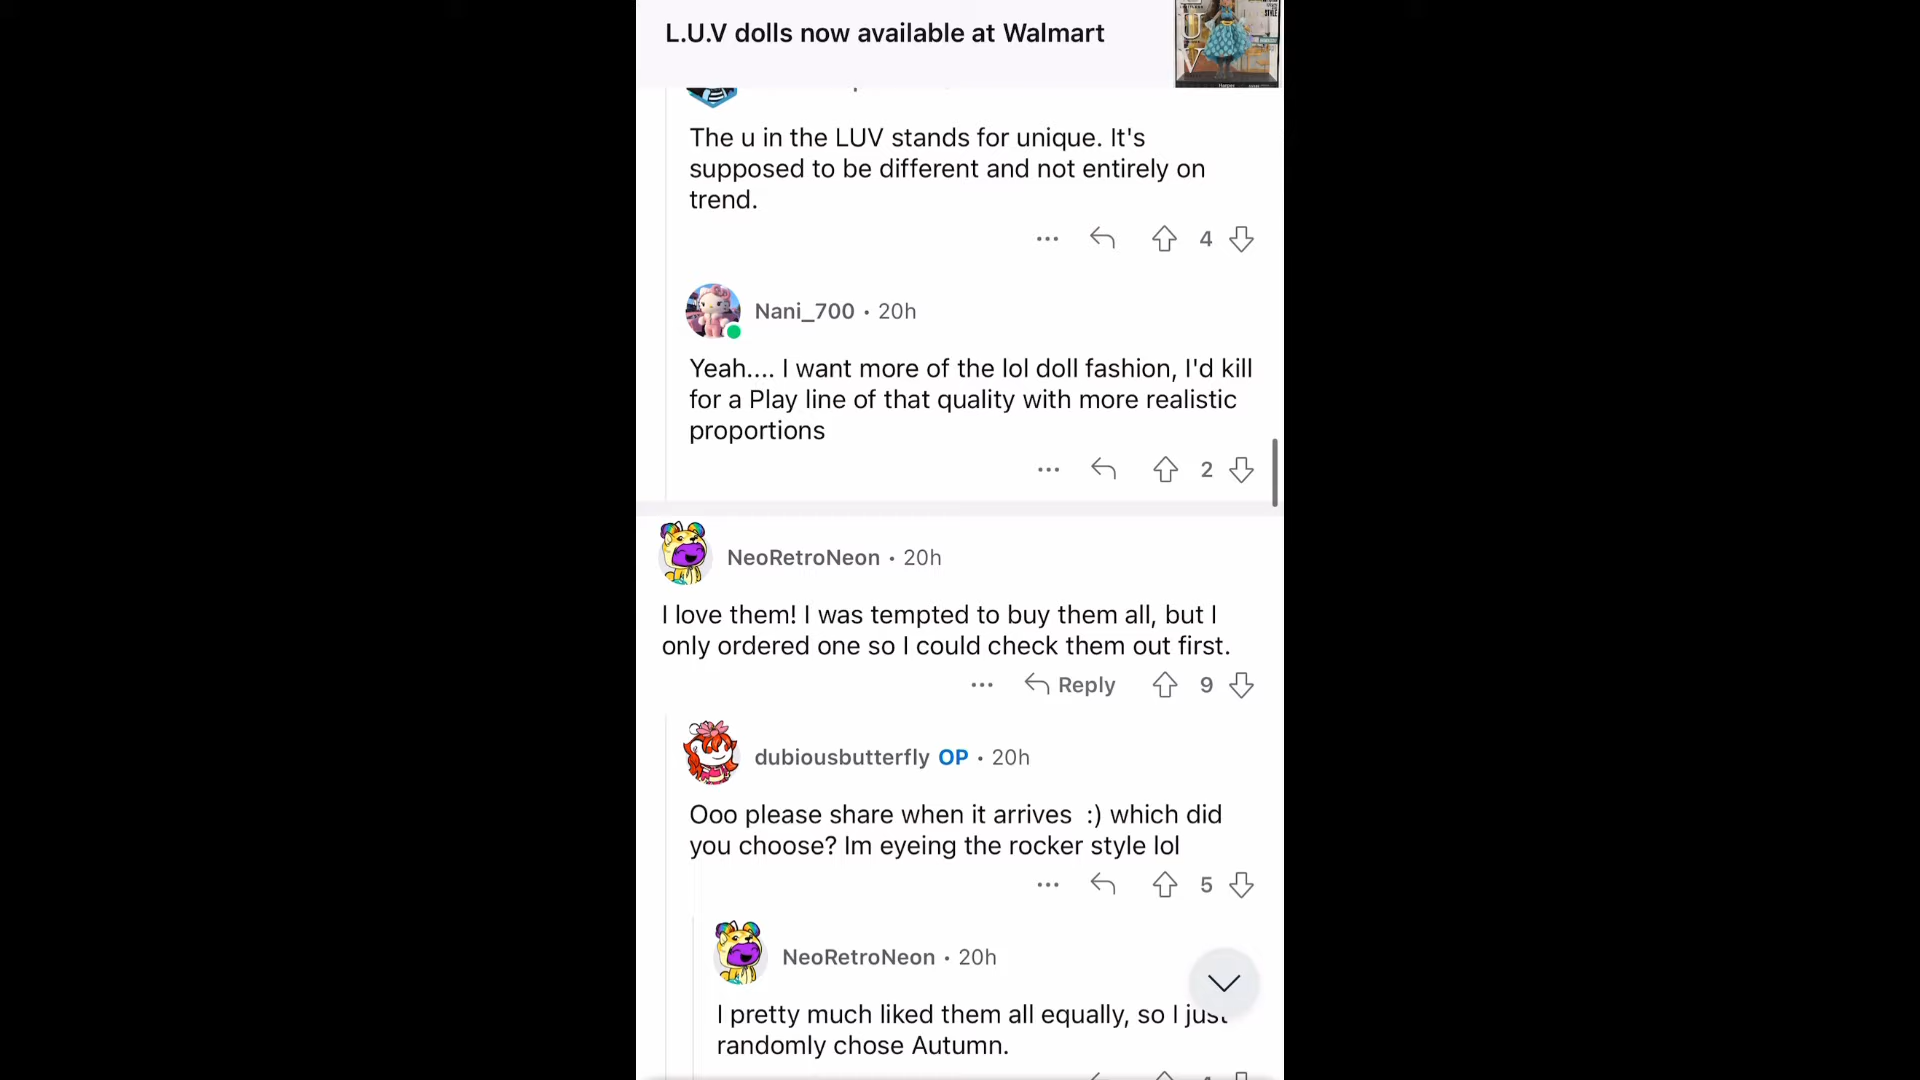 L.U.V dolls now available at Walmart
U
V
STYLE
The u in the LUV stands for unique. It's
supposed to be different and not entirely on
trend.
4
Nani_700 • 20h
Yeah.... I want more of the lol doll fashion, I'd kill
for a Play line of that quality with more realistic
proportions
2
NeoRetroNeon • 20h
I love them! I was tempted to buy them all, but I
only ordered one so I could check them out first.
Reply 9
dubiousbutterfly OP • 20h
Ooo please share when it arrives :) which did
you choose? Im eyeing the rocker style lol
5
NeoRetroNeon • 20h
I pretty much liked them all equally, so I just
randomly chose Autumn.